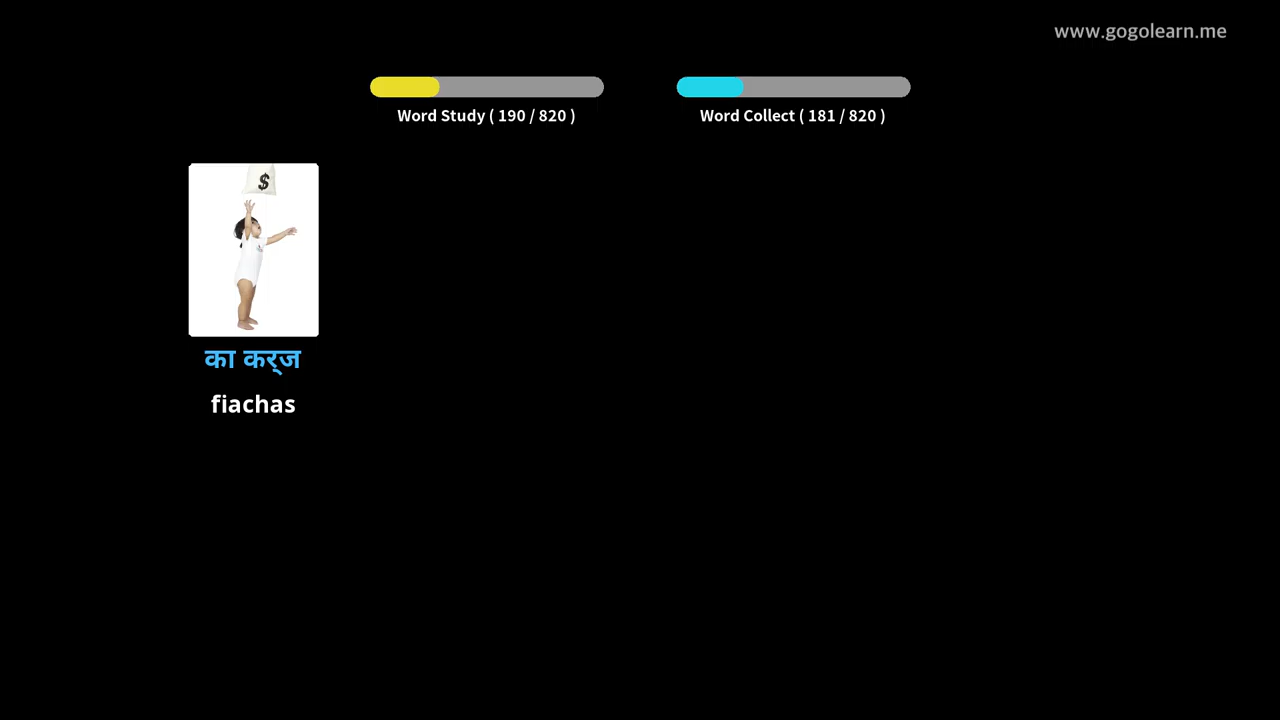 www.gogolearn.me
Word Study ( 190 / 820 )
Word Collect ( 181 / 820 )
$
का कर्ज
fiachas